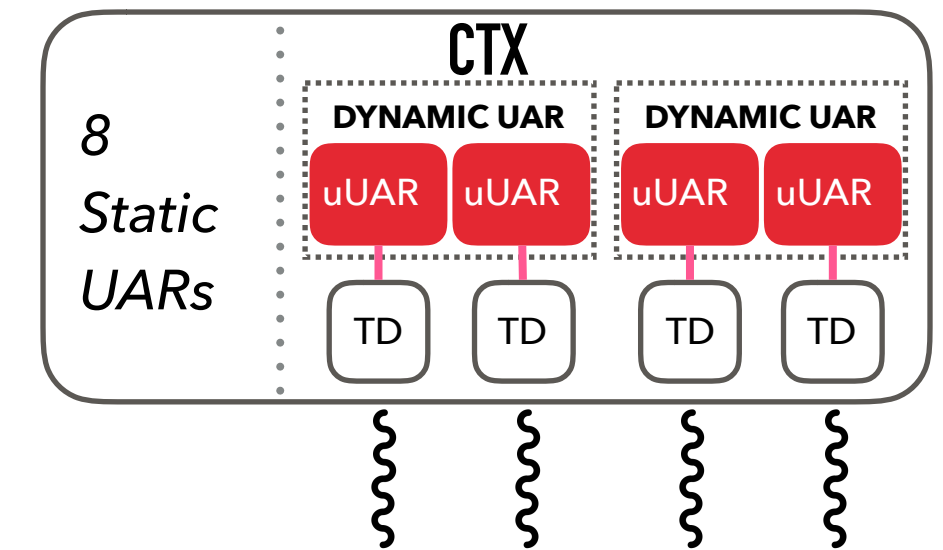 CTX
8
Static
UARs
DYNAMIC UAR
DYNAMIC UAR
uUAR
uUAR
uUAR
uUAR
TD
TD
TD
TD